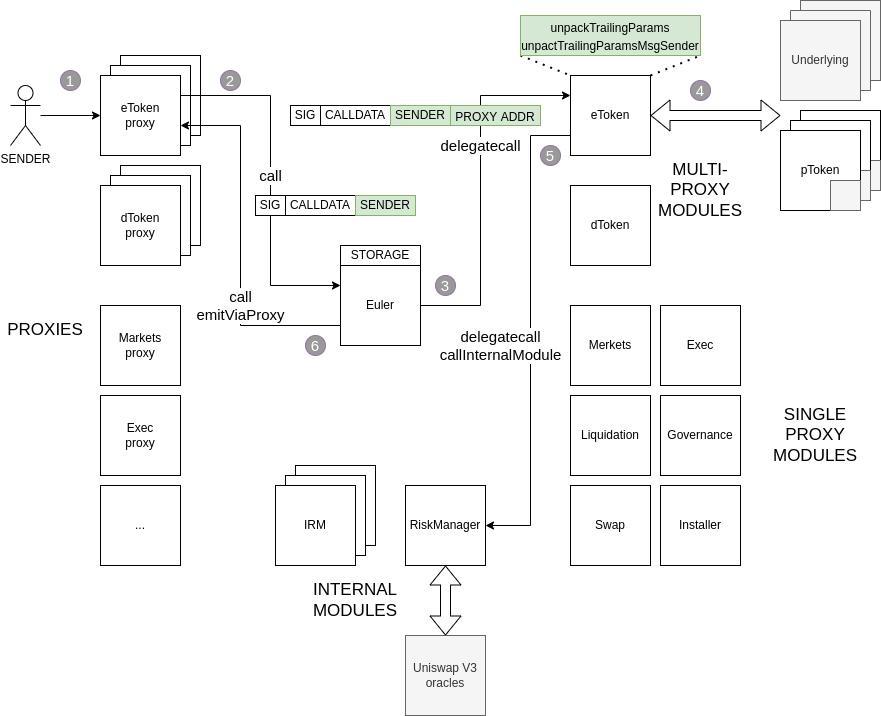 unpackTrailingParams
unpactTrailingParamsMsgSender
Underlying
1
2
4
eToken
proxy
SIG CALLDATA SENDER PROXY ADDR
eToken
delegatecall
5
SENDER
pToken
MULTI-
PROXY
MODULES
call
SIG CALLDATA SENDER
dToken
proxy
dToken
STORAGE
Euler
3
call
emitViaProxy
6
PROXIES
Markets
proxy
delegatecall
callInternalModule
Merkets
Exec
Exec
proxy
Liquidation
Governance
SINGLE
PROXY
MODULES
...
IRM
RiskManager
Swap
Installer
INTERNAL
MODULES
Uniswap V3
oracles